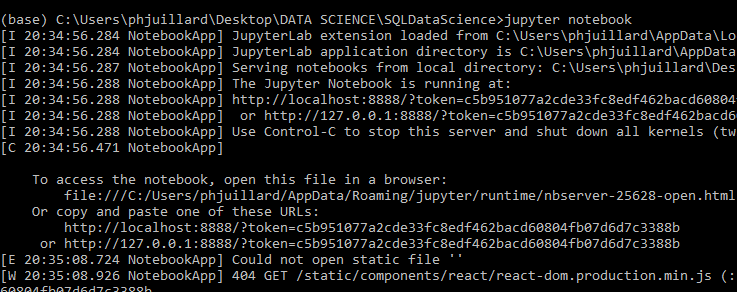 (base) C:\Users\phjuillard\Desktop\DATA SCIENCE\SQLDataScience>jupyter notebook
[I 20:34:56.284 NotebookApp] JupyterLab extension loaded from C:\Users\phjuillard\AppData\Lo
[I 20:34:56.284 NotebookApp] JupyterLab application directory is C:\Users\phjuillard\AppData
[I 20:34:56.287 NotebookApp] Serving notebooks from local directory: C:\Users\phjuillard\Des
[I 20:34:56.288 NotebookApp] The Jupyter Notebook is running at:
[I 20:34:56.288 NotebookApp] http://localhost:8888/?token=c5b951077a2cde33fc8edf462bacd60804
[I 20:34:56.288 NotebookApp]  or http://127.0.0.1:8888/?token=c5b951077a2cde33fc8edf462bacd6
[I 20:34:56.288 NotebookApp] Use Control-C to stop this server and shut down all kernels (tw
[C 20:34:56.471 NotebookApp]
To access the notebook, open this file in a browser:
file:///C:/Users/phjuillard/AppData/Roaming/jupyter/runtime/nbserver-25628-open.html
Or copy and paste one of these URLs:
http://localhost:8888/?token=c5b951077a2cde33fc8edf462bacd60804fb07d6d7c3388b
or http://127.0.0.1:8888/?token=c5b951077a2cde33fc8edf462bacd60804fb07d6d7c3388b
[E 20:35:08.724 NotebookApp] Could not open static file ''
[W 20:35:08.926 NotebookApp] 404 GET /static/components/react/react-dom.production.min.js (:
60804fb07d6d7c3388b